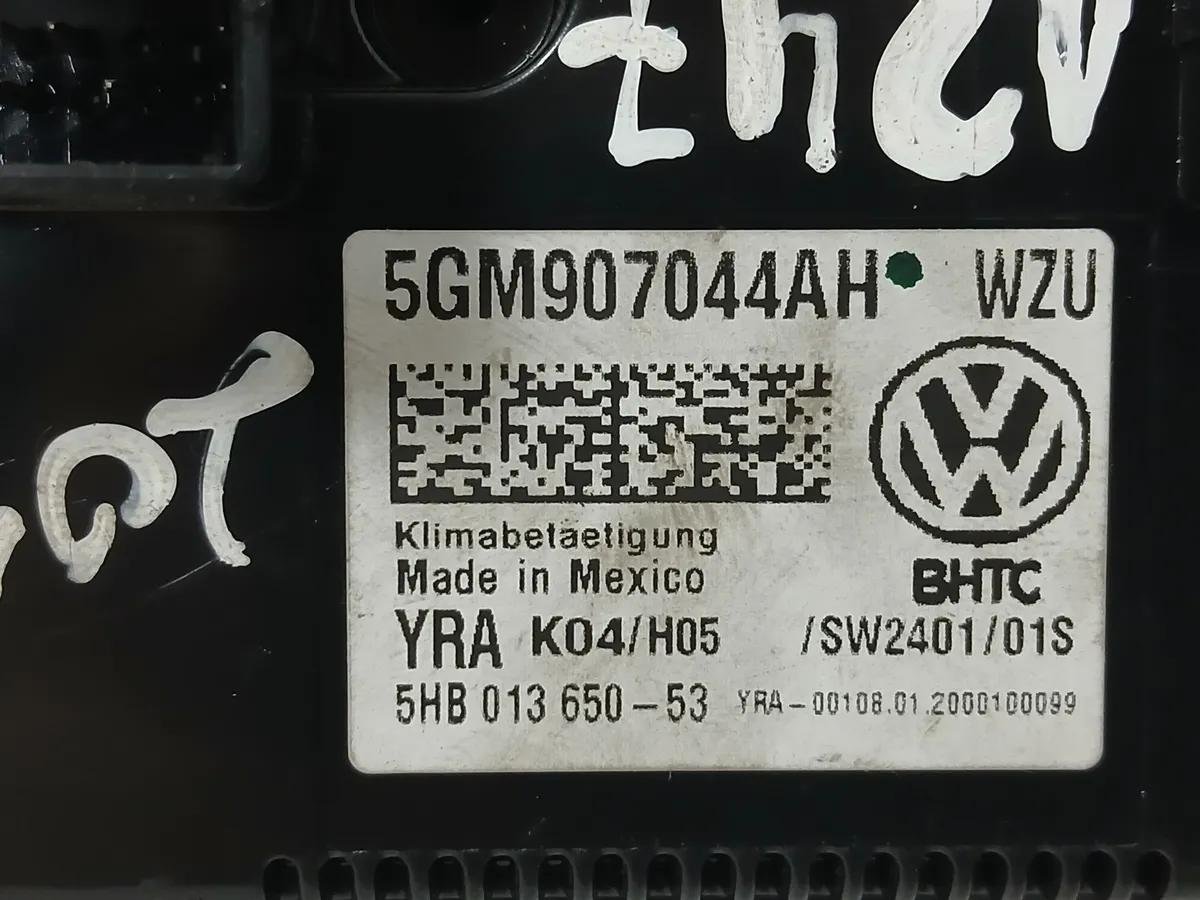 1247
5GM907044AH WZU
Klimabetaetigung
Made in Mexico
BHTC
YRA K04/H05 /SW2401/01S
5HB 013 650-53 YRA-00108.01.2000100099